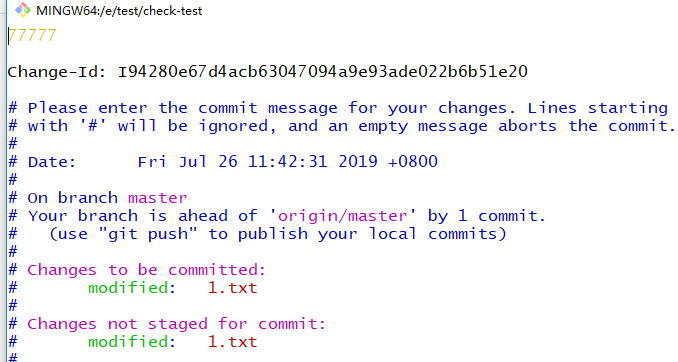 MINGW64:/e/test/check-test
77777
Change-Id: I94280e67d4acb63047094a9e93ade022b6b51e20
# Please enter the commit message for your changes. Lines starting
# with '#' will be ignored, and an empty message aborts the commit.
#
# Date:      Fri Jul 26 11:42:31 2019 +0800
#
# On branch master
# Your branch is ahead of 'origin/master' by 1 commit.
#   (use "git push" to publish your local commits)
#
# Changes to be committed:
#       modified:   1.txt
#
# Changes not staged for commit:
#       modified:   1.txt
#